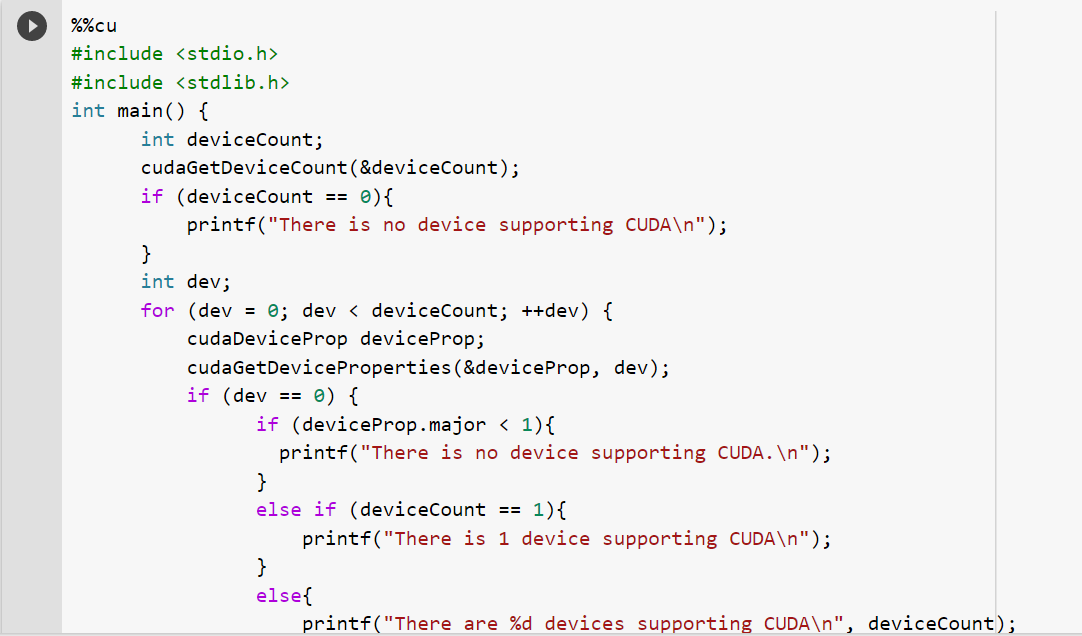 %%cu
#include <stdio.h>
#include <stdlib.h>
int main() {
int deviceCount;
cudaGetDeviceCount(&deviceCount);
if (deviceCount == 0){
printf("There is no device supporting CUDA\n");
}
int dev;
for (dev = 0; dev < deviceCount; ++dev) {
cudaDeviceProp deviceProp;
cudaGetDeviceProperties(&deviceProp, dev);
if (dev == 0) {
if (deviceProp.major < 1){
printf("There is no device supporting CUDA.\n");
}
else if (deviceCount == 1){
printf("There is 1 device supporting CUDA\n");
}
else{
printf("There are %d devices supporting CUDA\n", deviceCount);